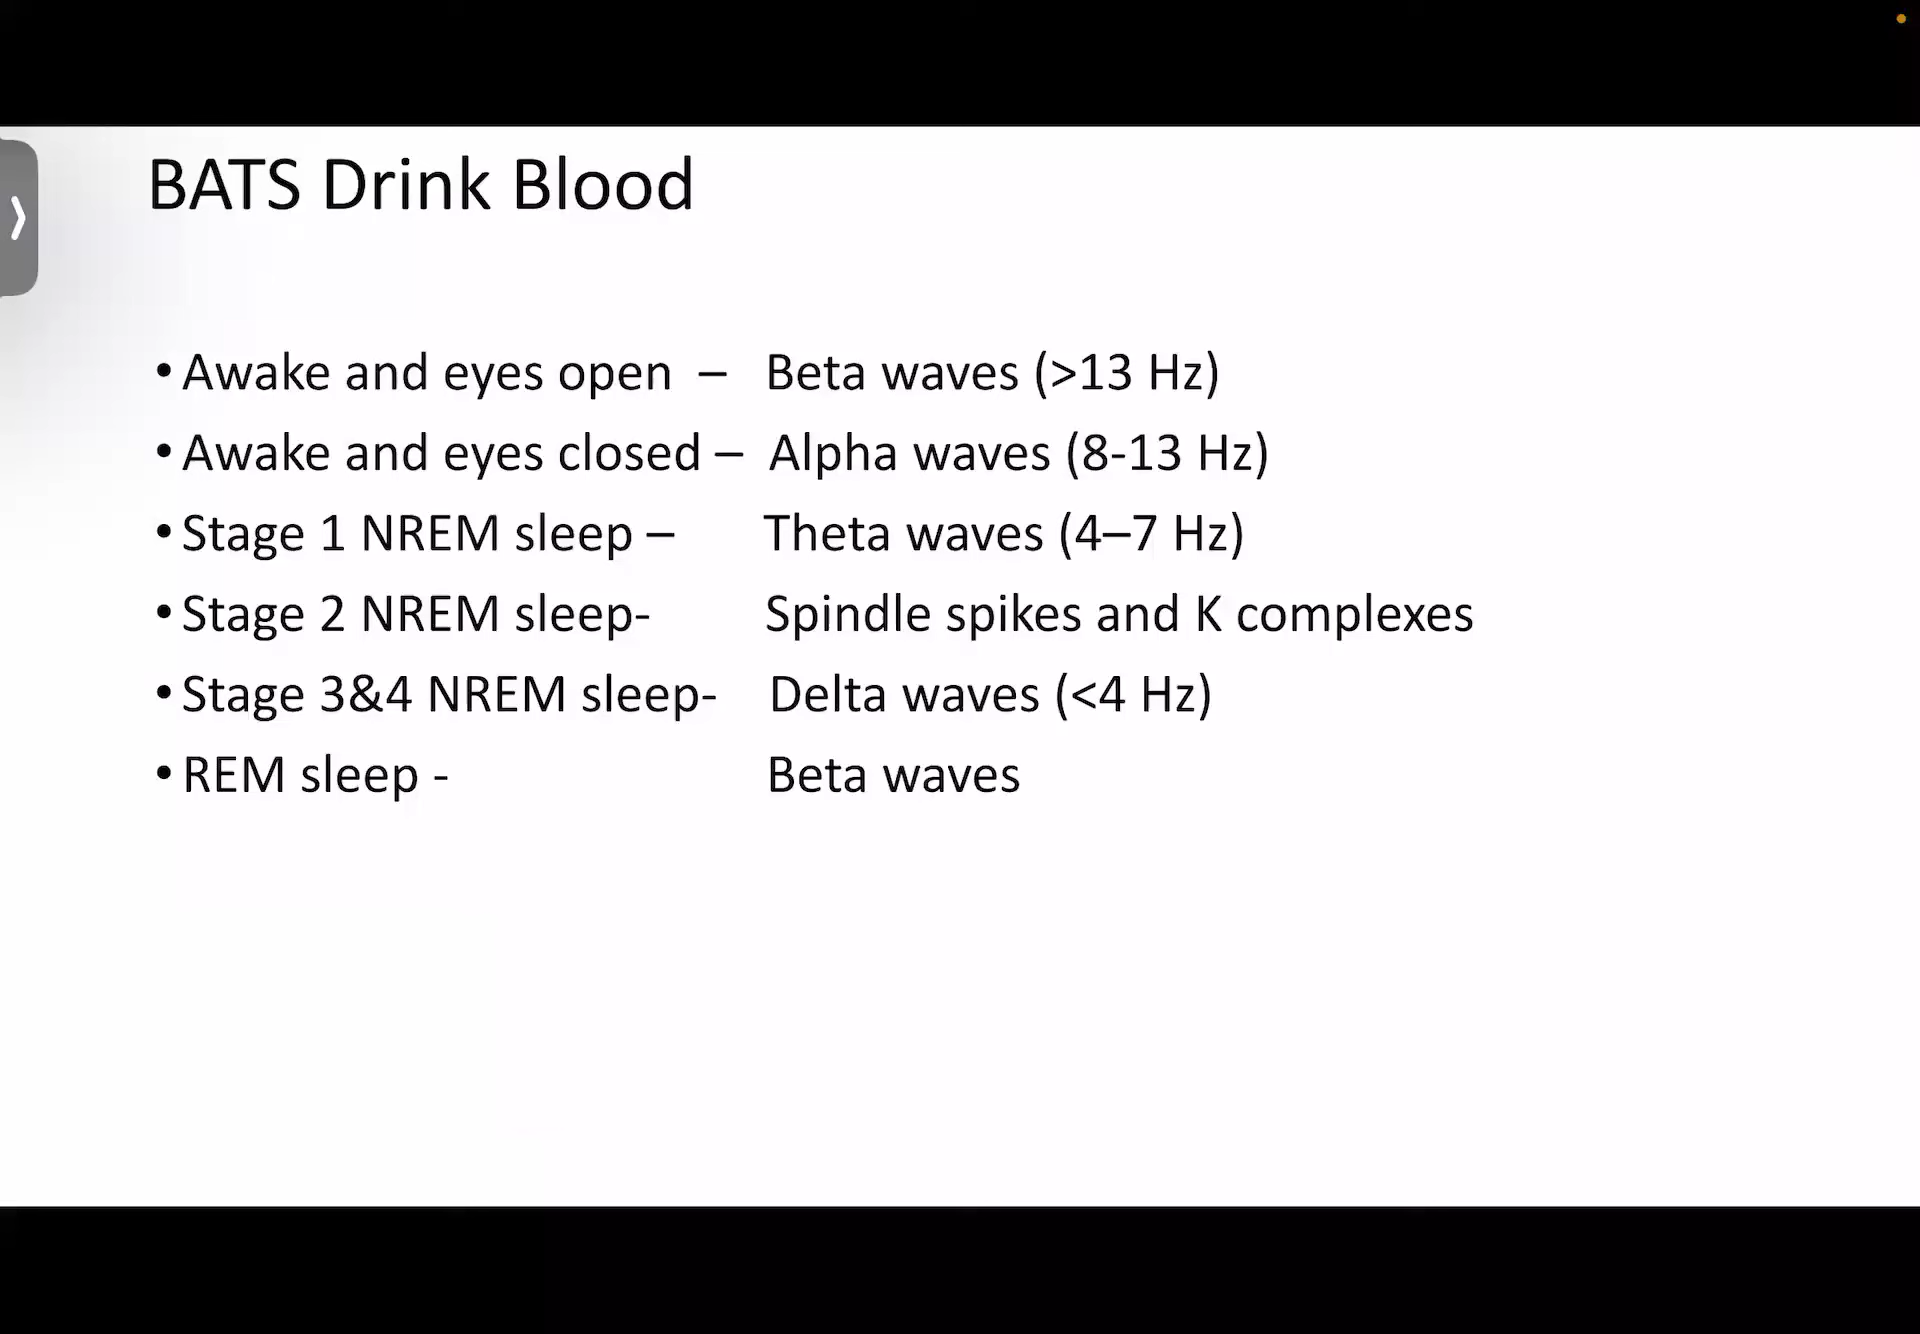 BATS Drink Blood
• Awake and eyes open – Beta waves (>13 Hz)
• Awake and eyes closed – Alpha waves (8-13 Hz)
• Stage 1 NREM sleep – Theta waves (4–7 Hz)
• Stage 2 NREM sleep- Spindle spikes and K complexes
• Stage 3&4 NREM sleep- Delta waves (<4 Hz)
• REM sleep - Beta waves